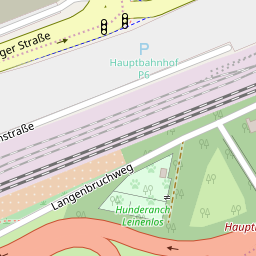 ger Straße
P
Hauptbahnhof
P6
nstraße
Langenbruchweg
Hunderanch
Leinenlos
Haupt